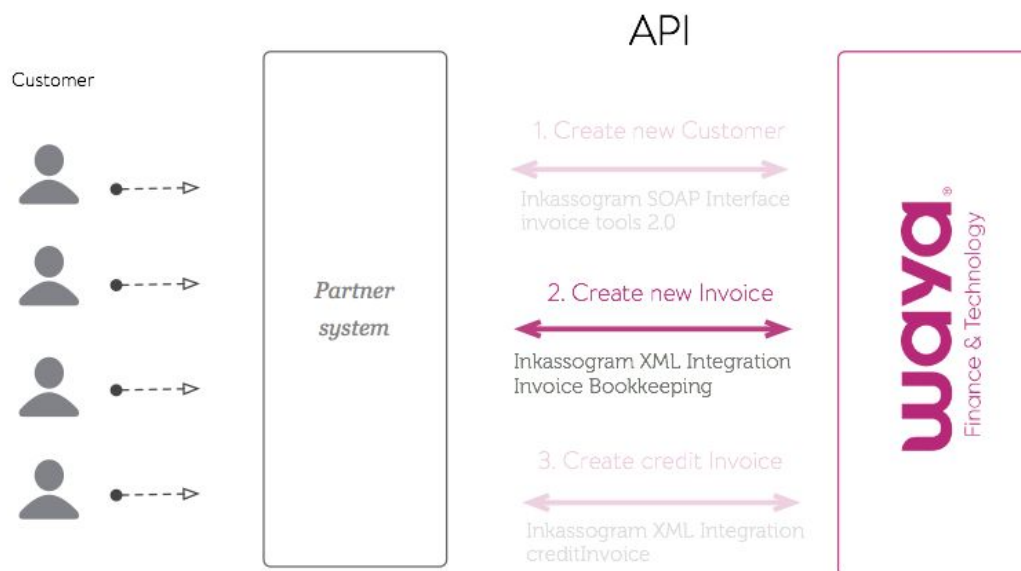 API
Customer
1. Create new Customer
Inkassogram SOAP Interface
invoice tools 2.0
Partner
system
2. Create new Invoice
Inkassogram XML Integration
Invoice Bookkeeping
3. Create credit Invoice
Inkassogram XML Integration
creditInvoice
waya®
Finance & Technology